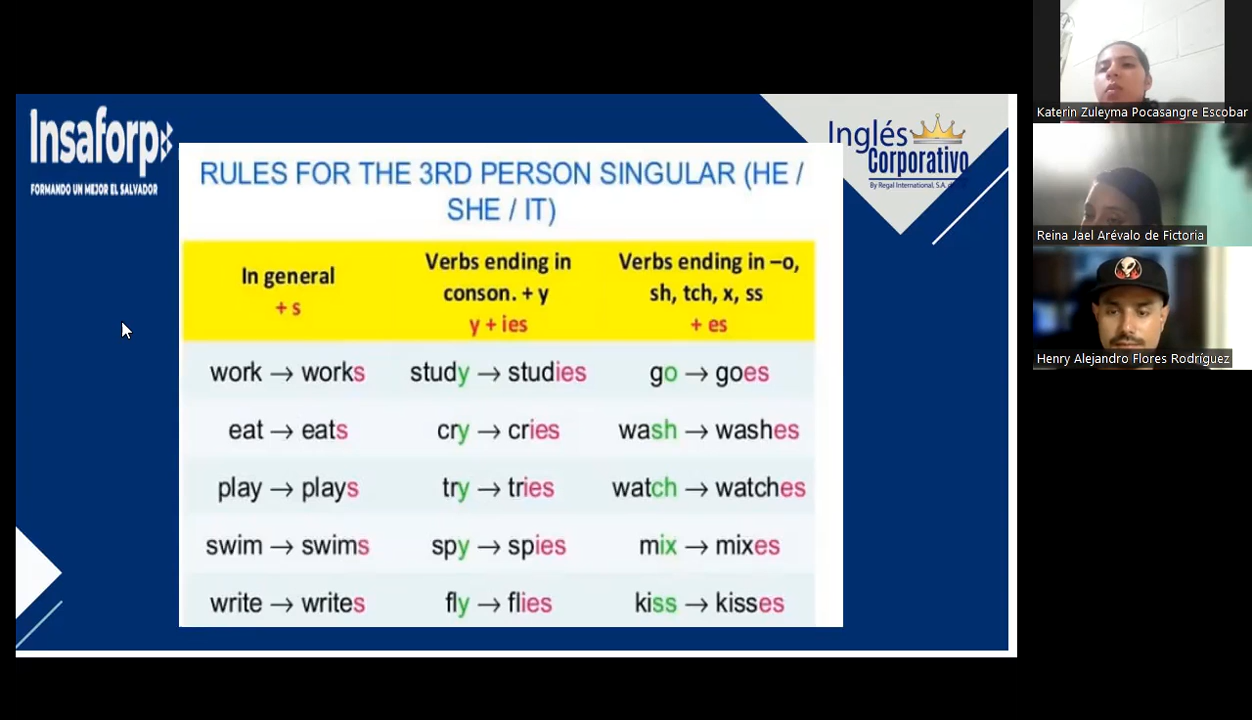 Insaforp
FORMANDO UN MEJOR EL SALVADOR
Inglés
Corporativo
By Regal International, S.A.
RULES FOR THE 3RD PERSON SINGULAR (HE /
SHE / IT)
In general
+ s
Verbs ending in
conson. + y
y + ies
Verbs ending in –o,
sh, tch, x, ss
+ es
work → works
study → studies
go → goes
eat → eats
cry → cries
wash → washes
play → plays
try → tries
watch → watches
swim → swims
spy → spies
mix → mixes
write → writes
fly → flies
kiss → kisses
Katerin Zuleyma Pocasangre Escobar
Reina Jael Arévalo de Fictoria
Henry Alejandro Flores Rodríguez